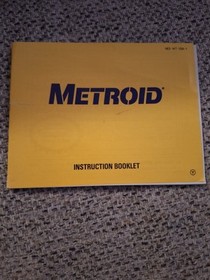 METROID
INSTRUCTION BOOKLET